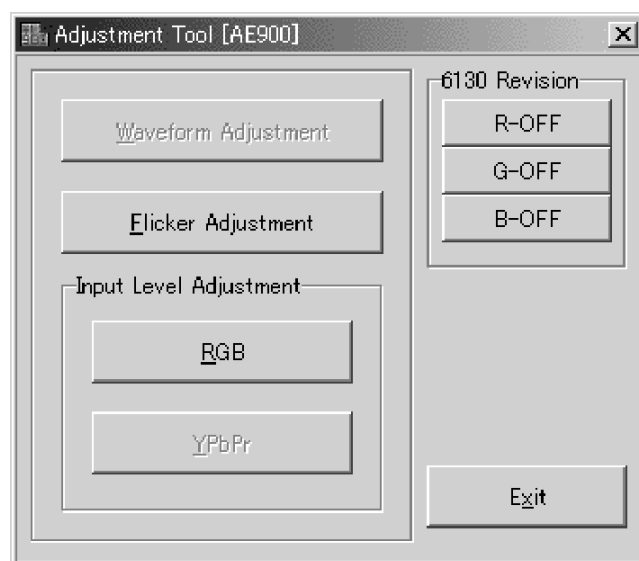 Adjustment Tool [AE900]
Waveform Adjustment
Flicker Adjustment
Input Level Adjustment
RGB
YPbPr
6130 Revision
R-OFF
G-OFF
B-OFF
Exit